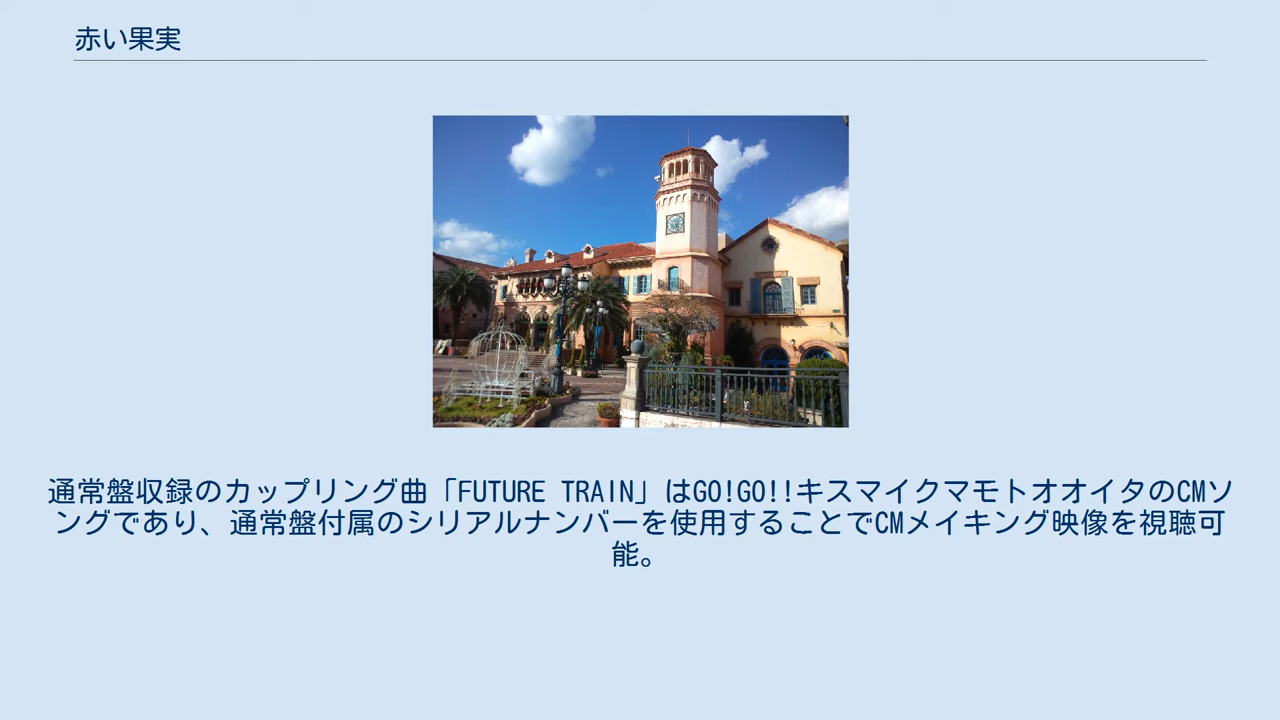 赤い果実
通常盤収録のカップリング曲「FUTURE TRAIN」はGO!GO!!キスマイクマモトオオイタのCMソ
ングであり、通常盤付属のシリアルナンバーを使用することでCMメイキング映像を視聴可
能。